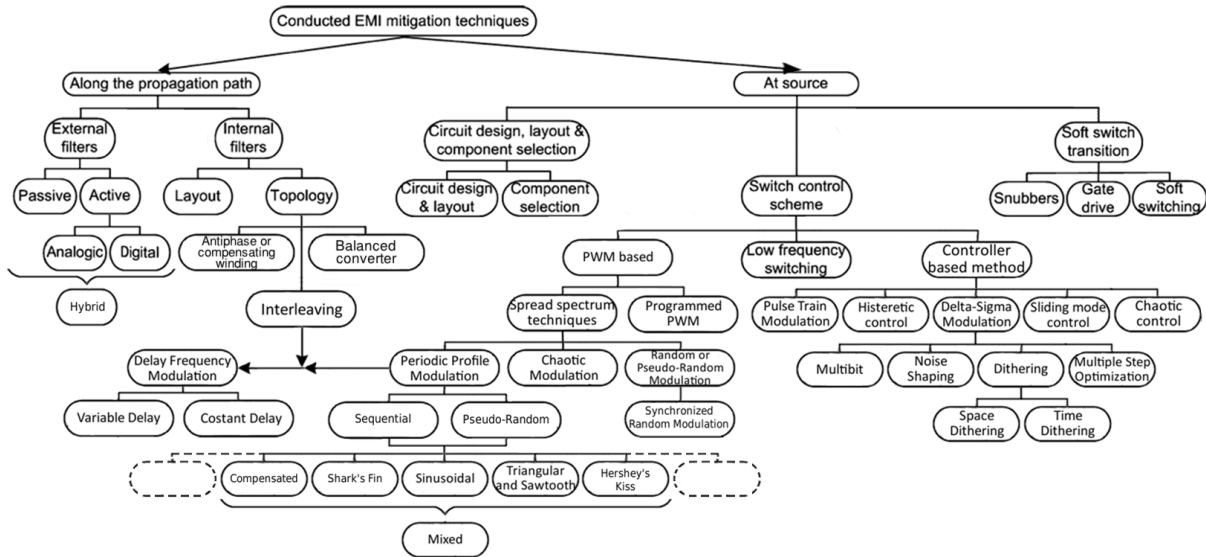 Conducted EMI mitigation techniques
Along the propagation path
At source
External
filters
Internal
filters
Circuit design, layout &
component selection
Soft switch
transition
Passive
Active
Layout
Topology
Circuit design
& layout
Component
selection
Switch control
scheme
Snubbers
Gate
drive
Soft
switching
Analogic
Digital
Antiphase or
compensating
winding
Balanced
converter
PWM based
Low frequency
switching
Controller
based method
Hybrid
Interleaving
Spread spectrum
techniques
Programmed
PWM
Pulse Train
Modulation
Histeretic
control
Delta-Sigma
Modulation
Sliding mode
control
Chaotic
control
Delay Frequency
Modulation
Periodic Profile
Modulation
Chaotic
Modulation
Random or
Pseudo-Random
Modulation
Multibit
Noise
Shaping
Dithering
Multiple Step
Optimization
Variable Delay
Costant Delay
Sequential
Pseudo-Random
Synchronized
Random Modulation
Space
Dithering
Time
Dithering
Compensated
Shark's Fin
Sinusoidal
Triangular
and Sawtooth
Hershey's
Kiss
Mixed